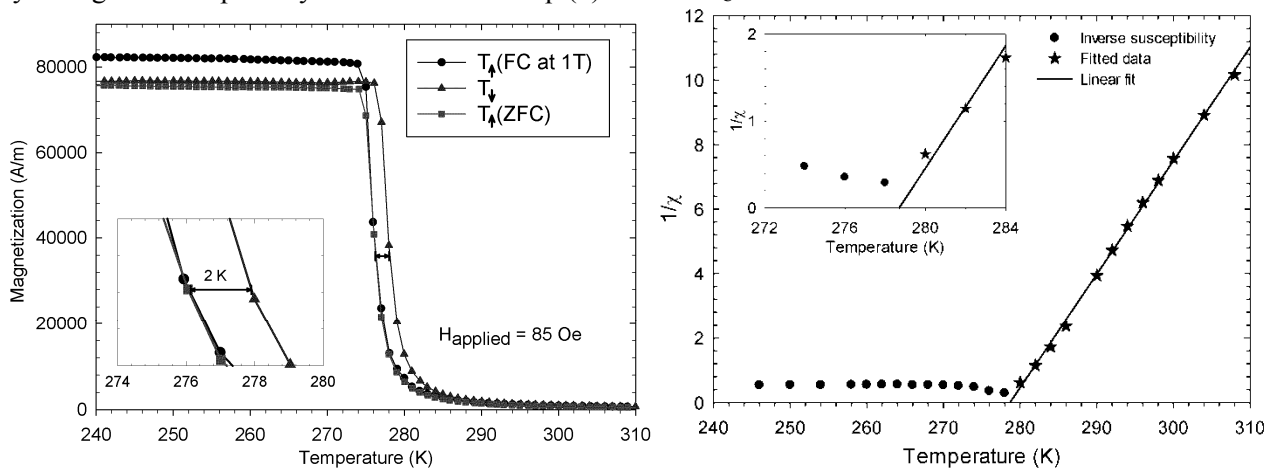 80000
60000
40000
20000
0
Magnetization (A/m)
240 250 260 270 280 290 300 310
Temperature (K)
T↑(FC at 1T)
T↓
T↑(ZFC)
2 K
274 276 278 280
Happlied = 85 Oe
12
10
8
6
4
2
0
1/χ
240 250 260 270 280 290 300 310
Temperature (K)
Inverse susceptibility
Fitted data
Linear fit
2
1
0
1/χ
272 276 280 284
Temperature (K)